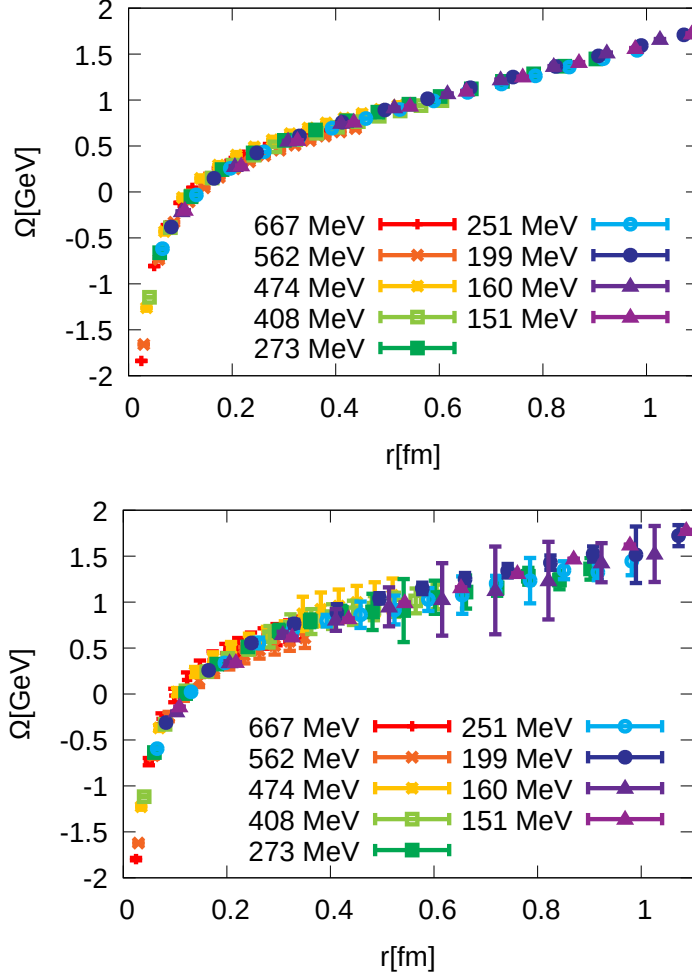 2
1.5
1
0.5
0
-0.5
-1
-1.5
-2
Ω[GeV]
667 MeV 251 MeV
562 MeV 199 MeV
474 MeV 160 MeV
408 MeV 151 MeV
273 MeV
0 0.2 0.4 0.6 0.8 1
r[fm]
2
1.5
1
0.5
0
-0.5
-1
-1.5
-2
Ω[GeV]
667 MeV 251 MeV
562 MeV 199 MeV
474 MeV 160 MeV
408 MeV 151 MeV
273 MeV
0 0.2 0.4 0.6 0.8 1
r[fm]